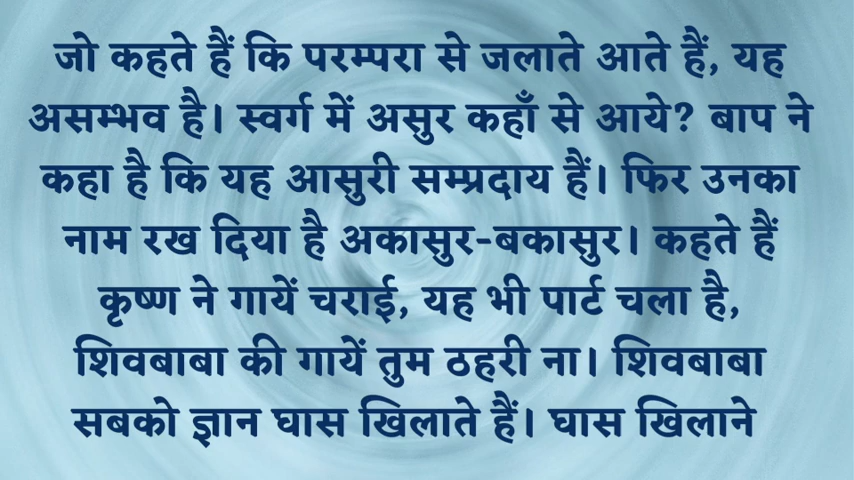 जो कहते हैं कि परम्परा से जलाते आते हैं, यह
असम्भव है। स्वर्ग में असुर कहाँ से आये? बाप ने
कहा है कि यह आसुरी सम्प्रदाय हैं। फिर उनका
नाम रख दिया है अकासुर-बकासुर। कहते हैं
कृष्ण ने गायें चराई, यह भी पार्ट चला है,
शिवबाबा की गायें तुम ठहरी ना। शिवबाबा
सबको ज्ञान घास खिलाते हैं। घास खिलाने